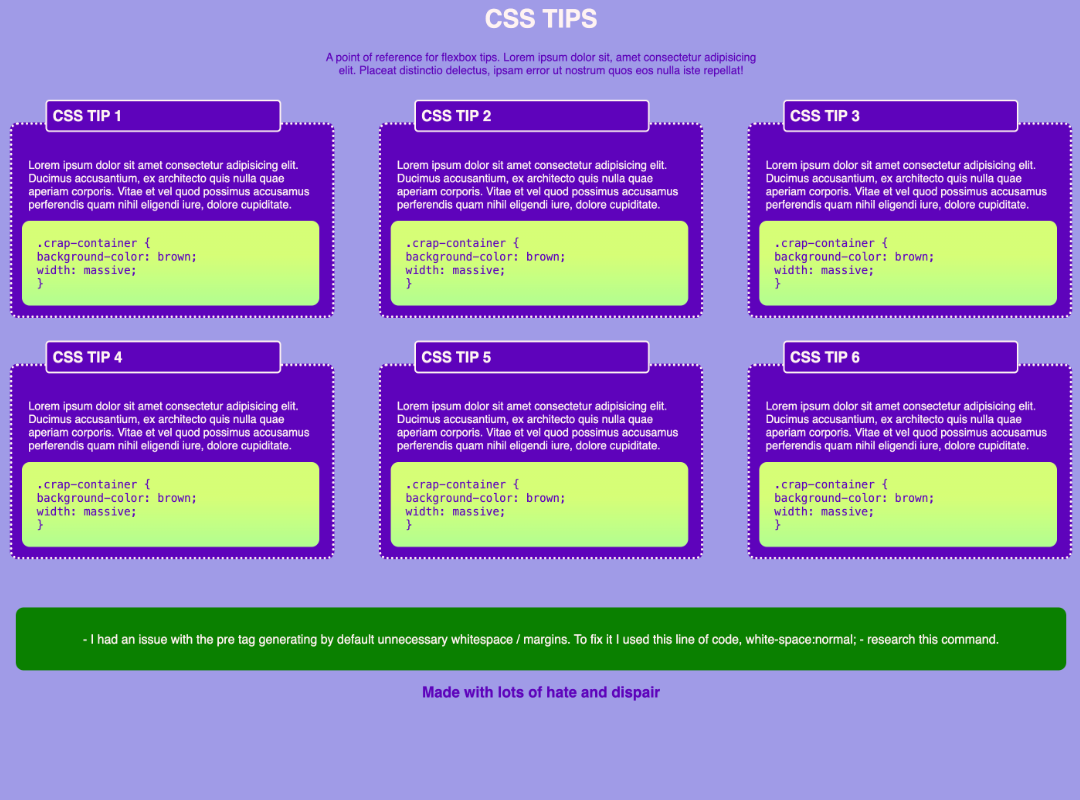 CSS TIPS
A point of reference for flexbox tips. Lorem ipsum dolor sit, amet consectetur adipisicing
elit. Placeat distinctio delectus, ipsam error ut nostrum quos eos nulla iste repellat!
CSS TIP 1
Lorem ipsum dolor sit amet consectetur adipisicing elit.
Ducimus accusantium, ex architecto quis nulla quae
aperiam corporis. Vitae et vel quod possimus accusamus
perferendis quam nihil eligendi iure, dolore cupiditate.
.crap-container {
background-color: brown;
width: massive;
}
CSS TIP 2
Lorem ipsum dolor sit amet consectetur adipisicing elit.
Ducimus accusantium, ex architecto quis nulla quae
aperiam corporis. Vitae et vel quod possimus accusamus
perferendis quam nihil eligendi iure, dolore cupiditate.
.crap-container {
background-color: brown;
width: massive;
}
CSS TIP 3
Lorem ipsum dolor sit amet consectetur adipisicing elit.
Ducimus accusantium, ex architecto quis nulla quae
aperiam corporis. Vitae et vel quod possimus accusamus
perferendis quam nihil eligendi iure, dolore cupiditate.
.crap-container {
background-color: brown;
width: massive;
}
CSS TIP 4
Lorem ipsum dolor sit amet consectetur adipisicing elit.
Ducimus accusantium, ex architecto quis nulla quae
aperiam corporis. Vitae et vel quod possimus accusamus
perferendis quam nihil eligendi iure, dolore cupiditate.
.crap-container {
background-color: brown;
width: massive;
}
CSS TIP 5
Lorem ipsum dolor sit amet consectetur adipisicing elit.
Ducimus accusantium, ex architecto quis nulla quae
aperiam corporis. Vitae et vel quod possimus accusamus
perferendis quam nihil eligendi iure, dolore cupiditate.
.crap-container {
background-color: brown;
width: massive;
}
CSS TIP 6
Lorem ipsum dolor sit amet consectetur adipisicing elit.
Ducimus accusantium, ex architecto quis nulla quae
aperiam corporis. Vitae et vel quod possimus accusamus
perferendis quam nihil eligendi iure, dolore cupiditate.
.crap-container {
background-color: brown;
width: massive;
}
- I had an issue with the pre tag generating by default unnecessary whitespace / margins. To fix it I used this line of code, white-space:normal; - research this command.
Made with lots of hate and dispair